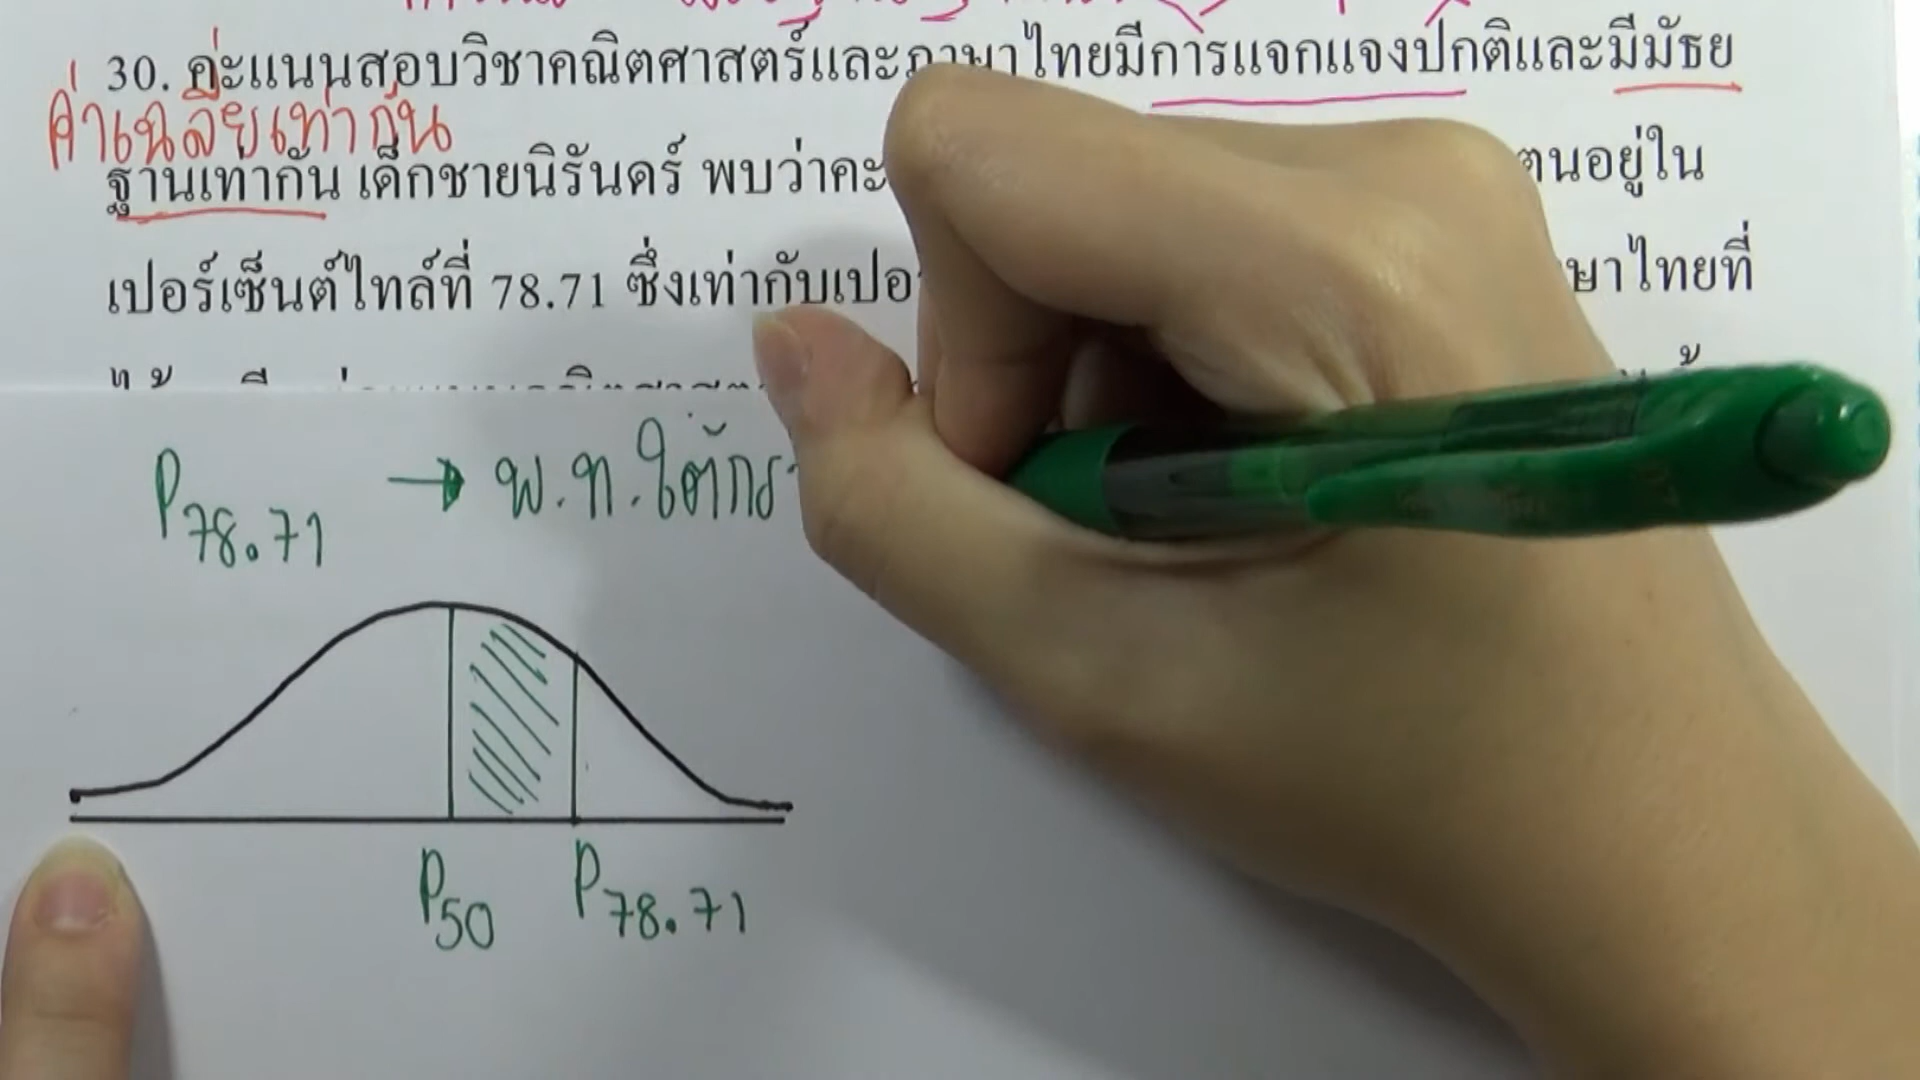 30. คะแนนสอบวิชาคณิตศาสตร์และภาษาไทยมีการแจกแจงปกติและมีมัธย
ค่าเฉลี่ยเท่ากัน
ฐานเท่ากัน เด็กชายนิรันดร์ พบว่าคะ ตนอยู่ใน
เปอร์เซ็นต์ไทล์ที่ 78.71 ซึ่งเท่ากับเปอ ษาไทยที่
P78.71 → พ.ท.ใต้กร
P50 P78.71